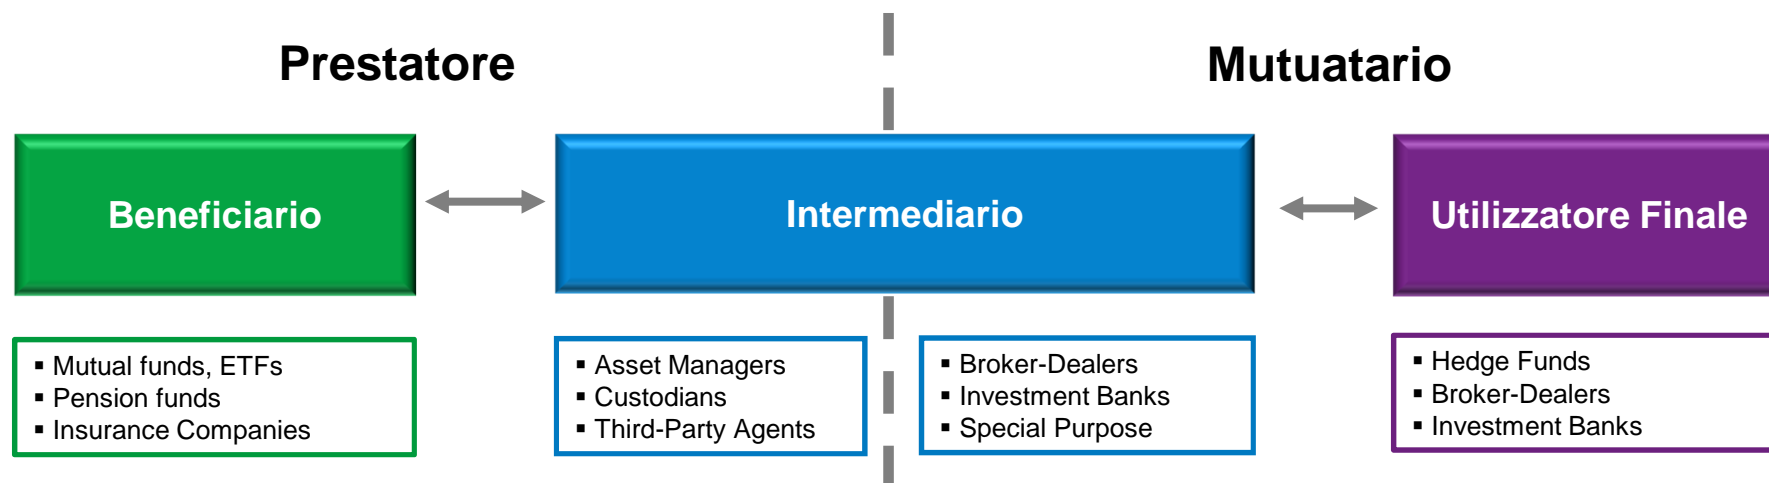 Prestatore
Mutuatario
Beneficiario
Intermediario
Utilizzatore Finale
▪ Mutual funds, ETFs
▪ Pension funds
▪ Insurance Companies
▪ Asset Managers
▪ Custodians
▪ Third-Party Agents
▪ Broker-Dealers
▪ Investment Banks
▪ Special Purpose
▪ Hedge Funds
▪ Broker-Dealers
▪ Investment Banks